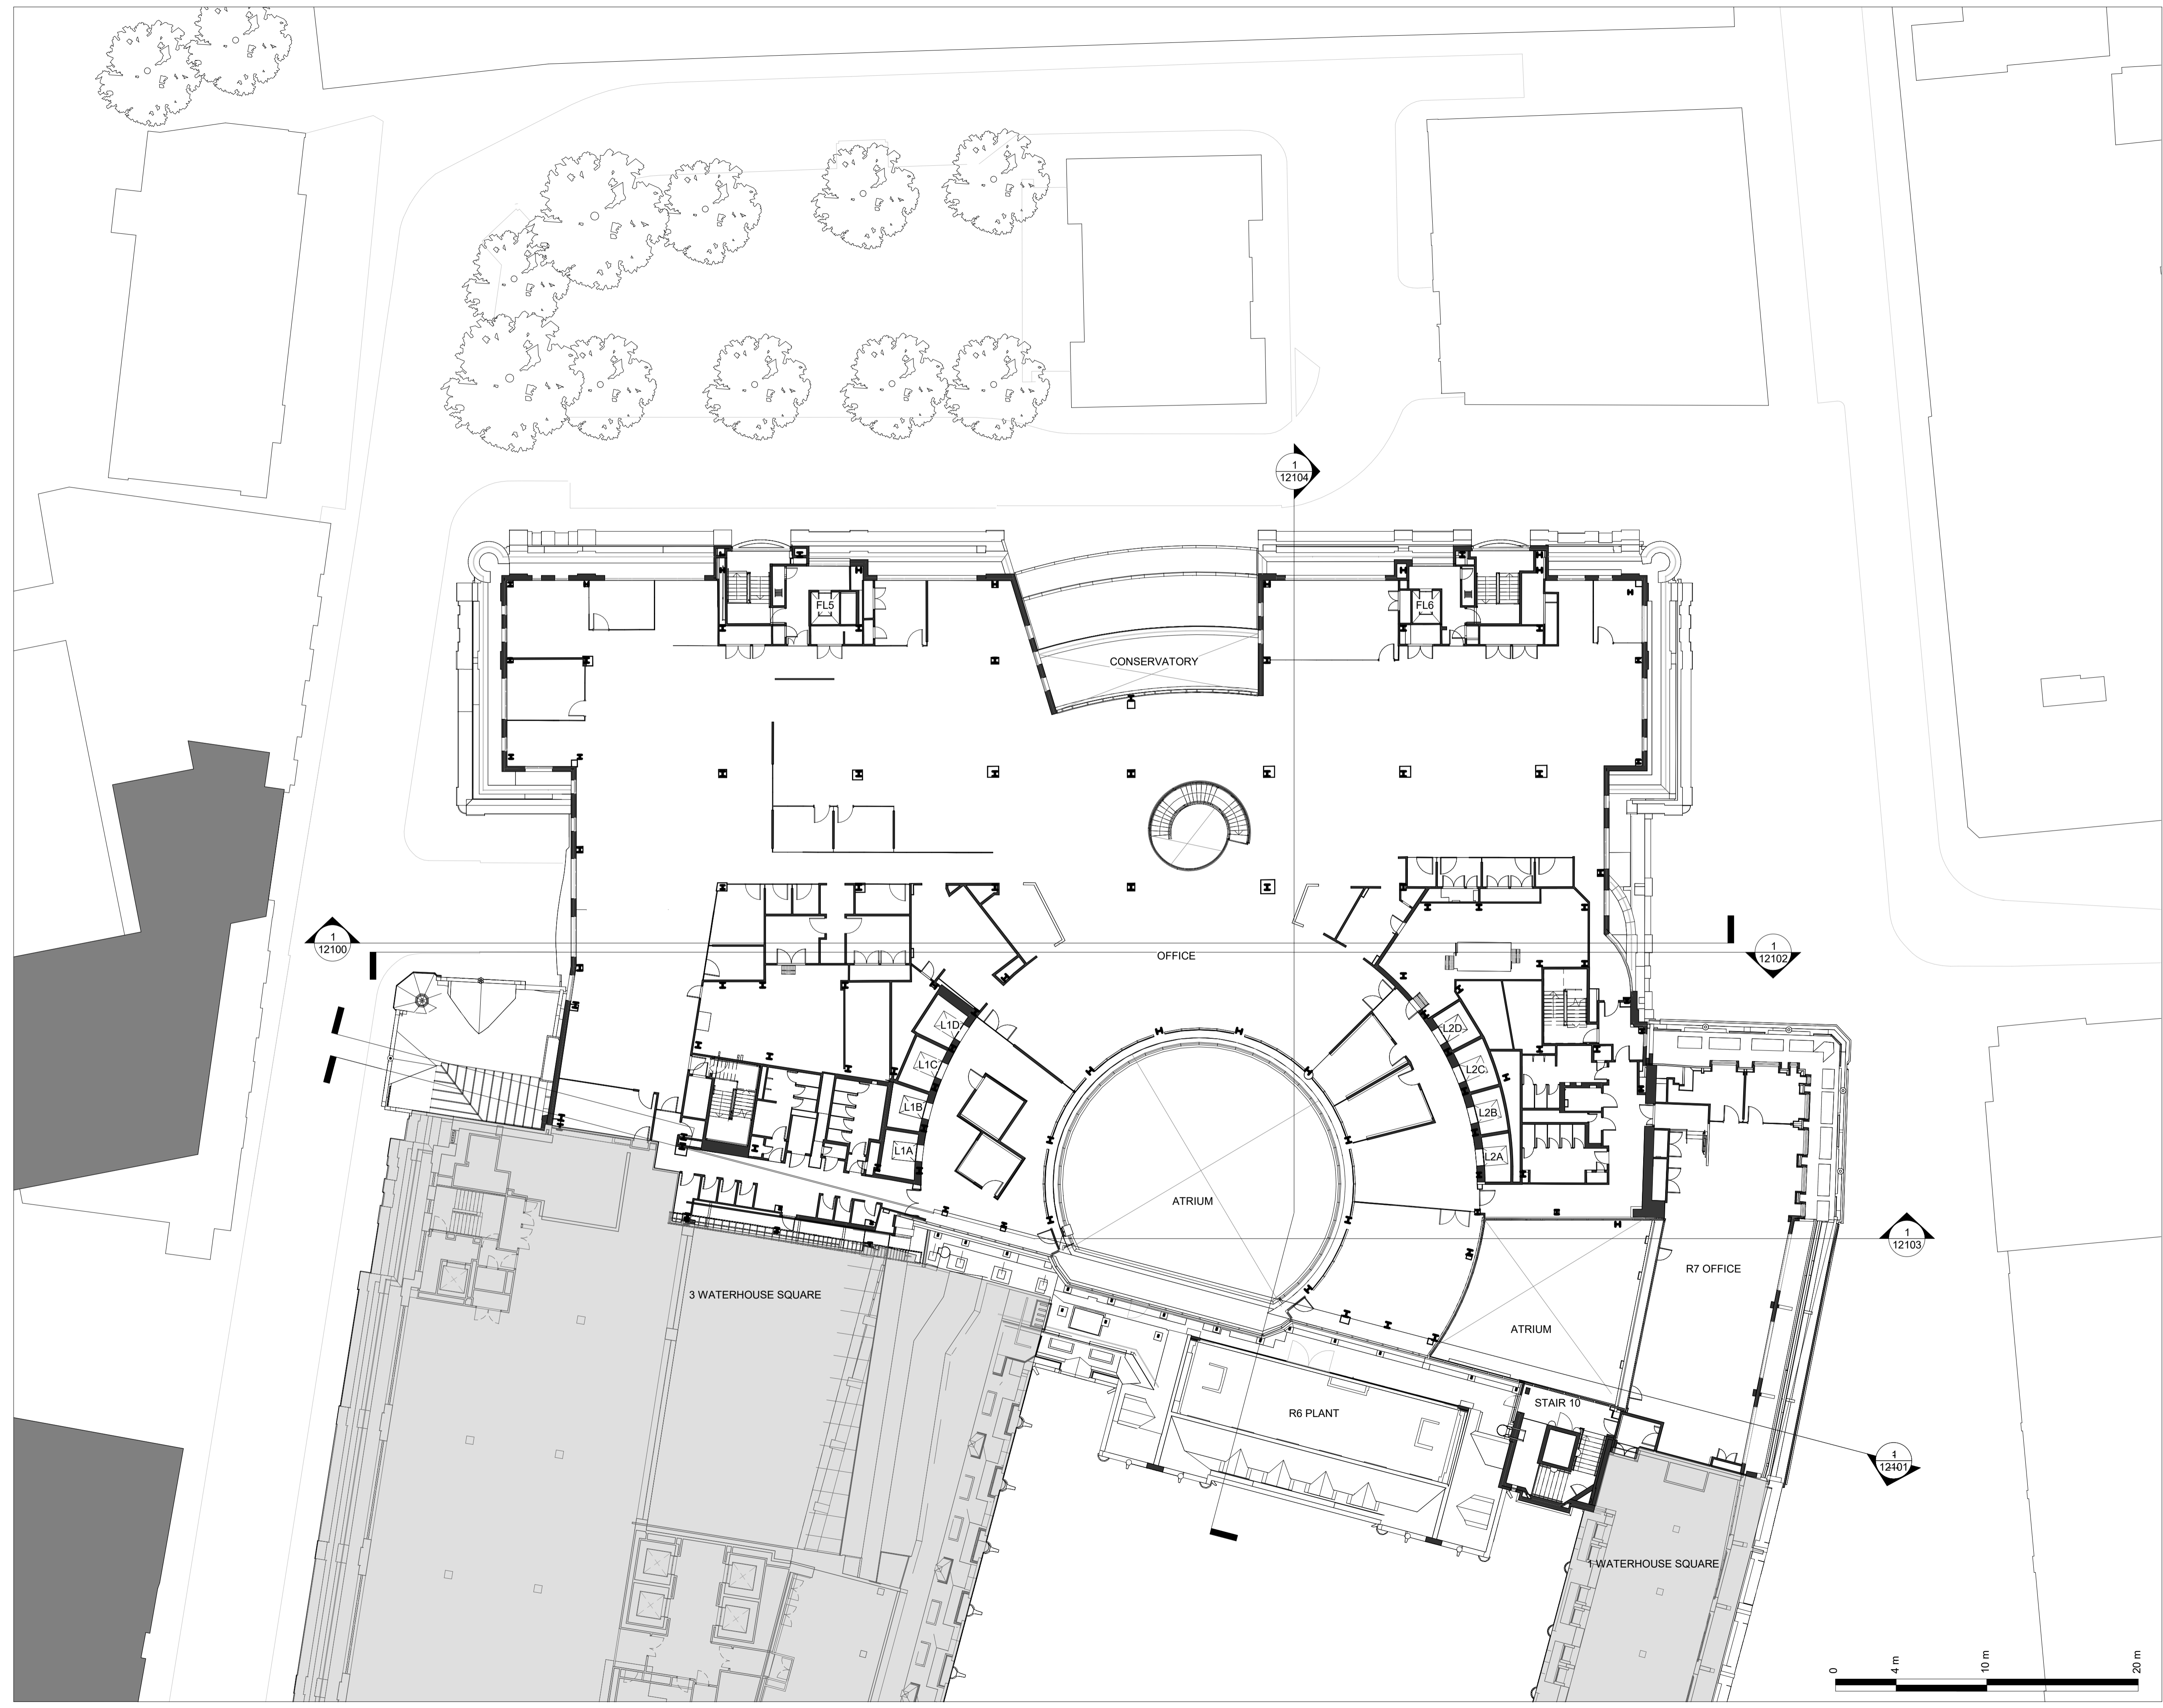 1
12104
FL5
FL6
CONSERVATORY
1
12100
1
12102
OFFICE
L1D
L1C
L1B
L1A
L2D
L2C
L2B
L2A
ATRIUM
1
12103
R7 OFFICE
3 WATERHOUSE SQUARE
ATRIUM
STAIR 10
R6 PLANT
1
12101
1 WATERHOUSE SQUARE
0
4 m
10 m
20 m